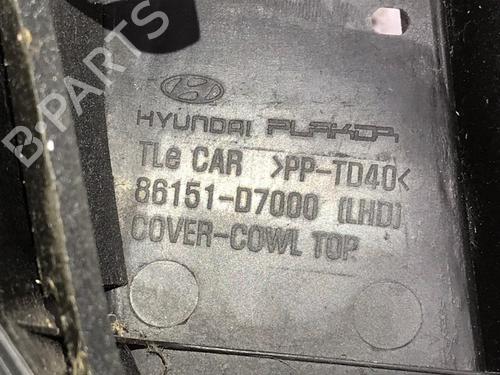 B-PARTS
HYUNDAI PLAKOR
TLe CAR >PP-TD40<
86151-D7000 (LHD)
COVER-COWL TOP